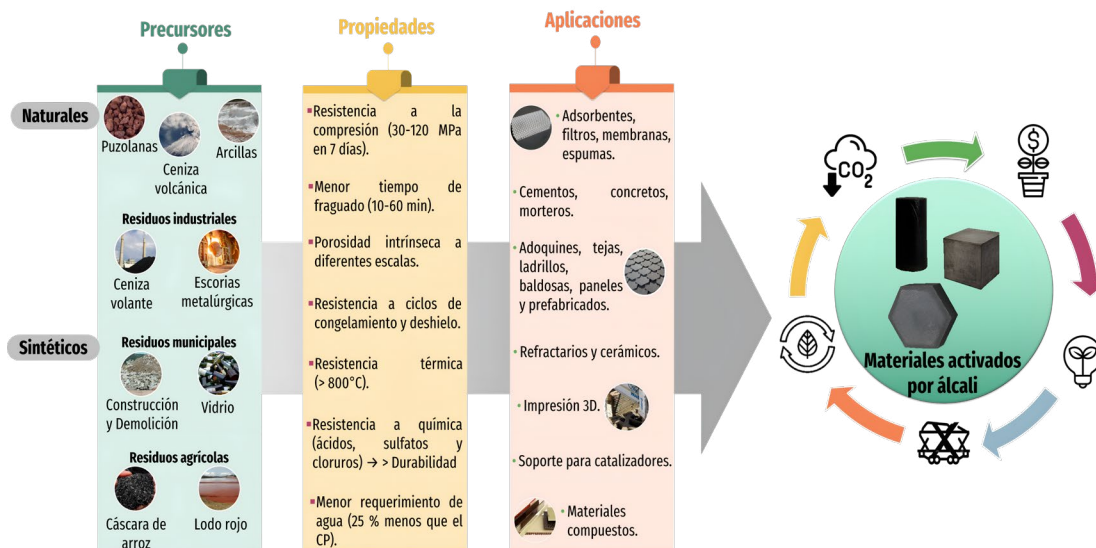 Precursores
Naturales
Puzolanas
Arcillas
Ceniza
volcánica
Residuos industriales
Ceniza
volante
Escorias
metalúrgicas
Sintéticos
Residuos municipales
Construcción
y Demolición
Vidrio
Residuos agrícolas
Cáscara de
arroz
Lodo rojo
Propiedades
▪Resistencia a la
compresión (30-120 MPa
en 7 días).
▪Menor tiempo de
fraguado (10-60 min).
▪Porosidad intrínseca a
diferentes escalas.
▪Resistencia a ciclos de
congelamiento y deshielo.
▪Resistencia térmica
(> 800°C).
▪Resistencia a química
(ácidos, sulfatos y
cloruros) → > Durabilidad
▪Menor requerimiento de
agua (25 % menos que el
CP).
Aplicaciones
• Adsorbentes,
filtros, membranas,
espumas.
• Cementos, concretos,
morteros.
• Adoquines, tejas,
ladrillos,
baldosas, paneles
y prefabricados.
• Refractarios y cerámicos.
• Impresión 3D.
• Soporte para catalizadores.
• Materiales
compuestos.
CO2
$
Materiales activados
por álcali